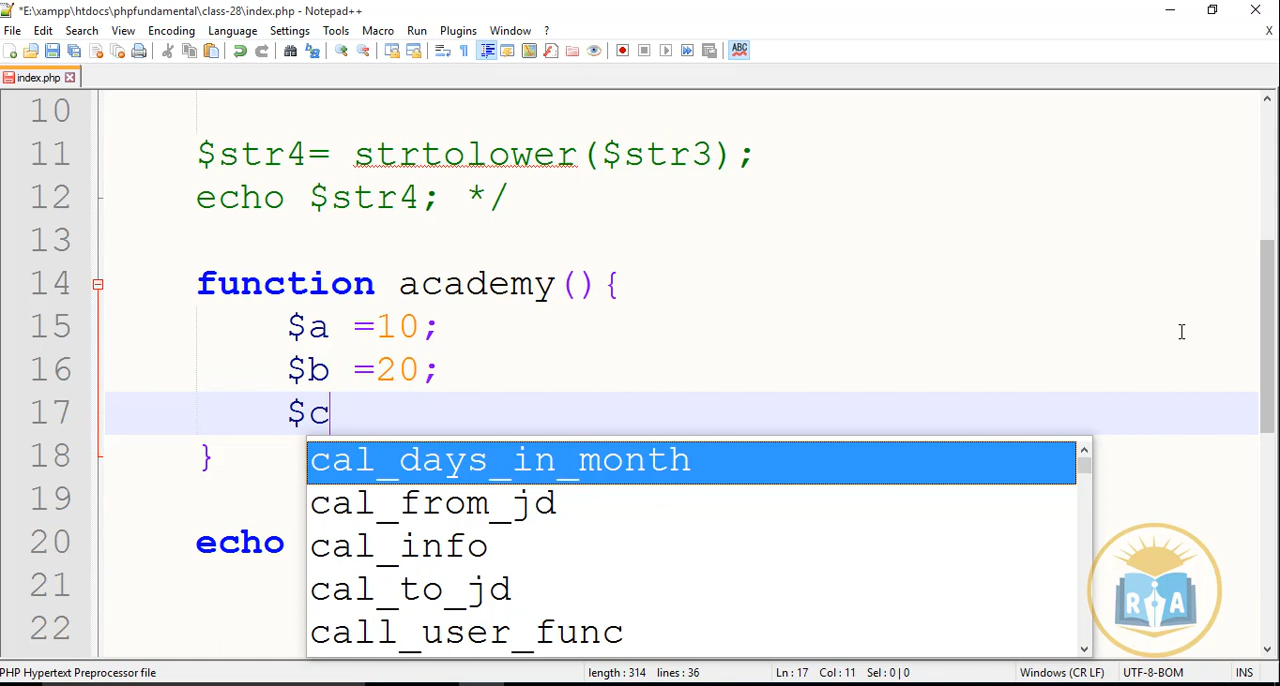 *E:\xampp\htdocs\phpfundamental\class-28\index.php - Notepad++
File Edit Search View Encoding Language Settings Tools Macro Run Plugins Window ?
X
ABC
index.php
10
11 $str4= strtolower($str3);
12 echo $str4; */
13
14 function academy(){
15 $a =10;
16 $b =20;
17 $c
18 }
19
20 echo
21
22
cal_days_in_month
cal_from_jd
cal_info
cal_to_jd
call_user_func
R A
PHP Hypertext Preprocessor file length : 314 lines : 36 Ln : 17 Col : 11 Sel : 0 | 0 Windows (CR LF) UTF-8-BOM INS